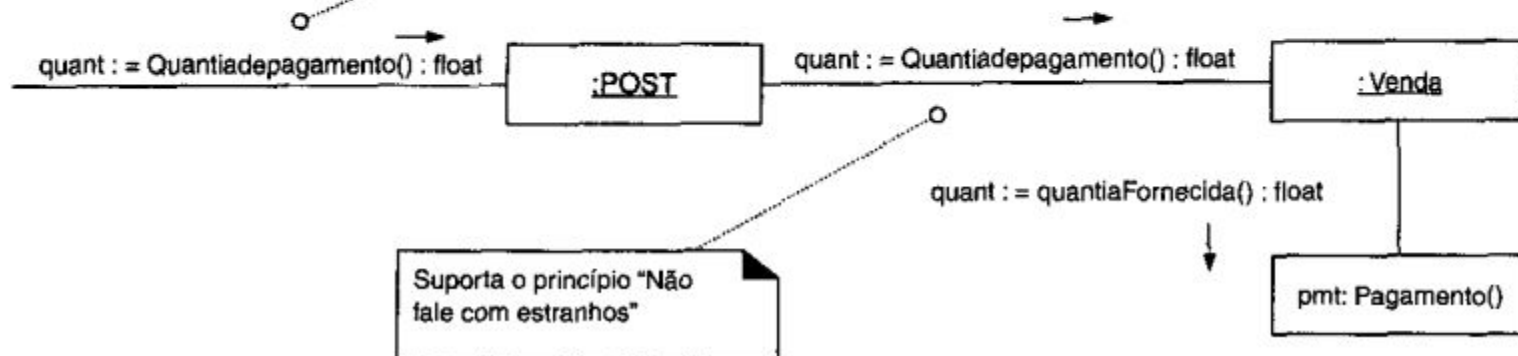 quant : = Quantiadepagamento() : float
:POST
quant : = Quantiadepagamento() : float
: Venda
quant : = quantiaFornecida() : float
pmt: Pagamento()
Suporta o princípio “Não
fale com estranhos”